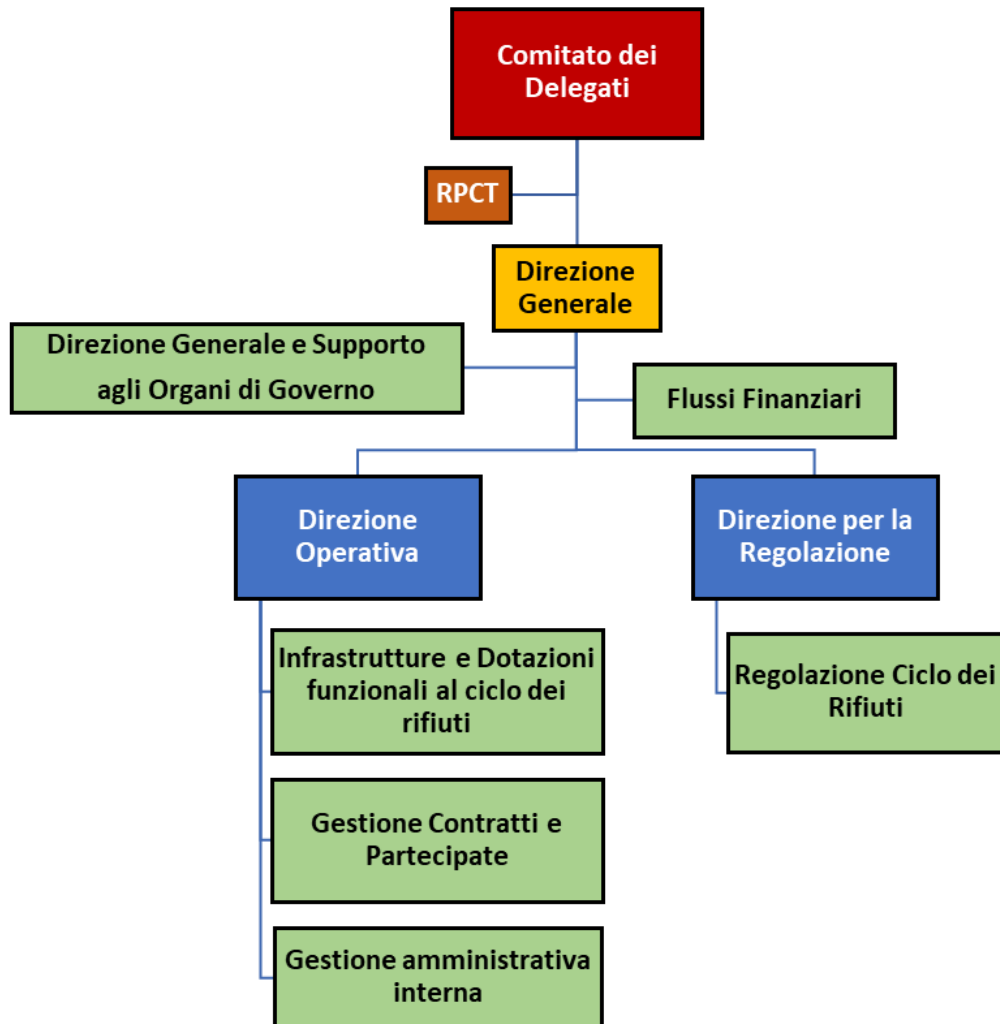 Comitato dei
Delegati
RPCT
Direzione
Generale
Direzione Generale e Supporto
agli Organi di Governo
Flussi Finanziari
Direzione
Operativa
Direzione per la
Regolazione
Infrastrutture e Dotazioni
funzionali al ciclo dei
rifiuti
Regolazione Ciclo dei
Rifiuti
Gestione Contratti e
Partecipate
Gestione amministrativa
interna